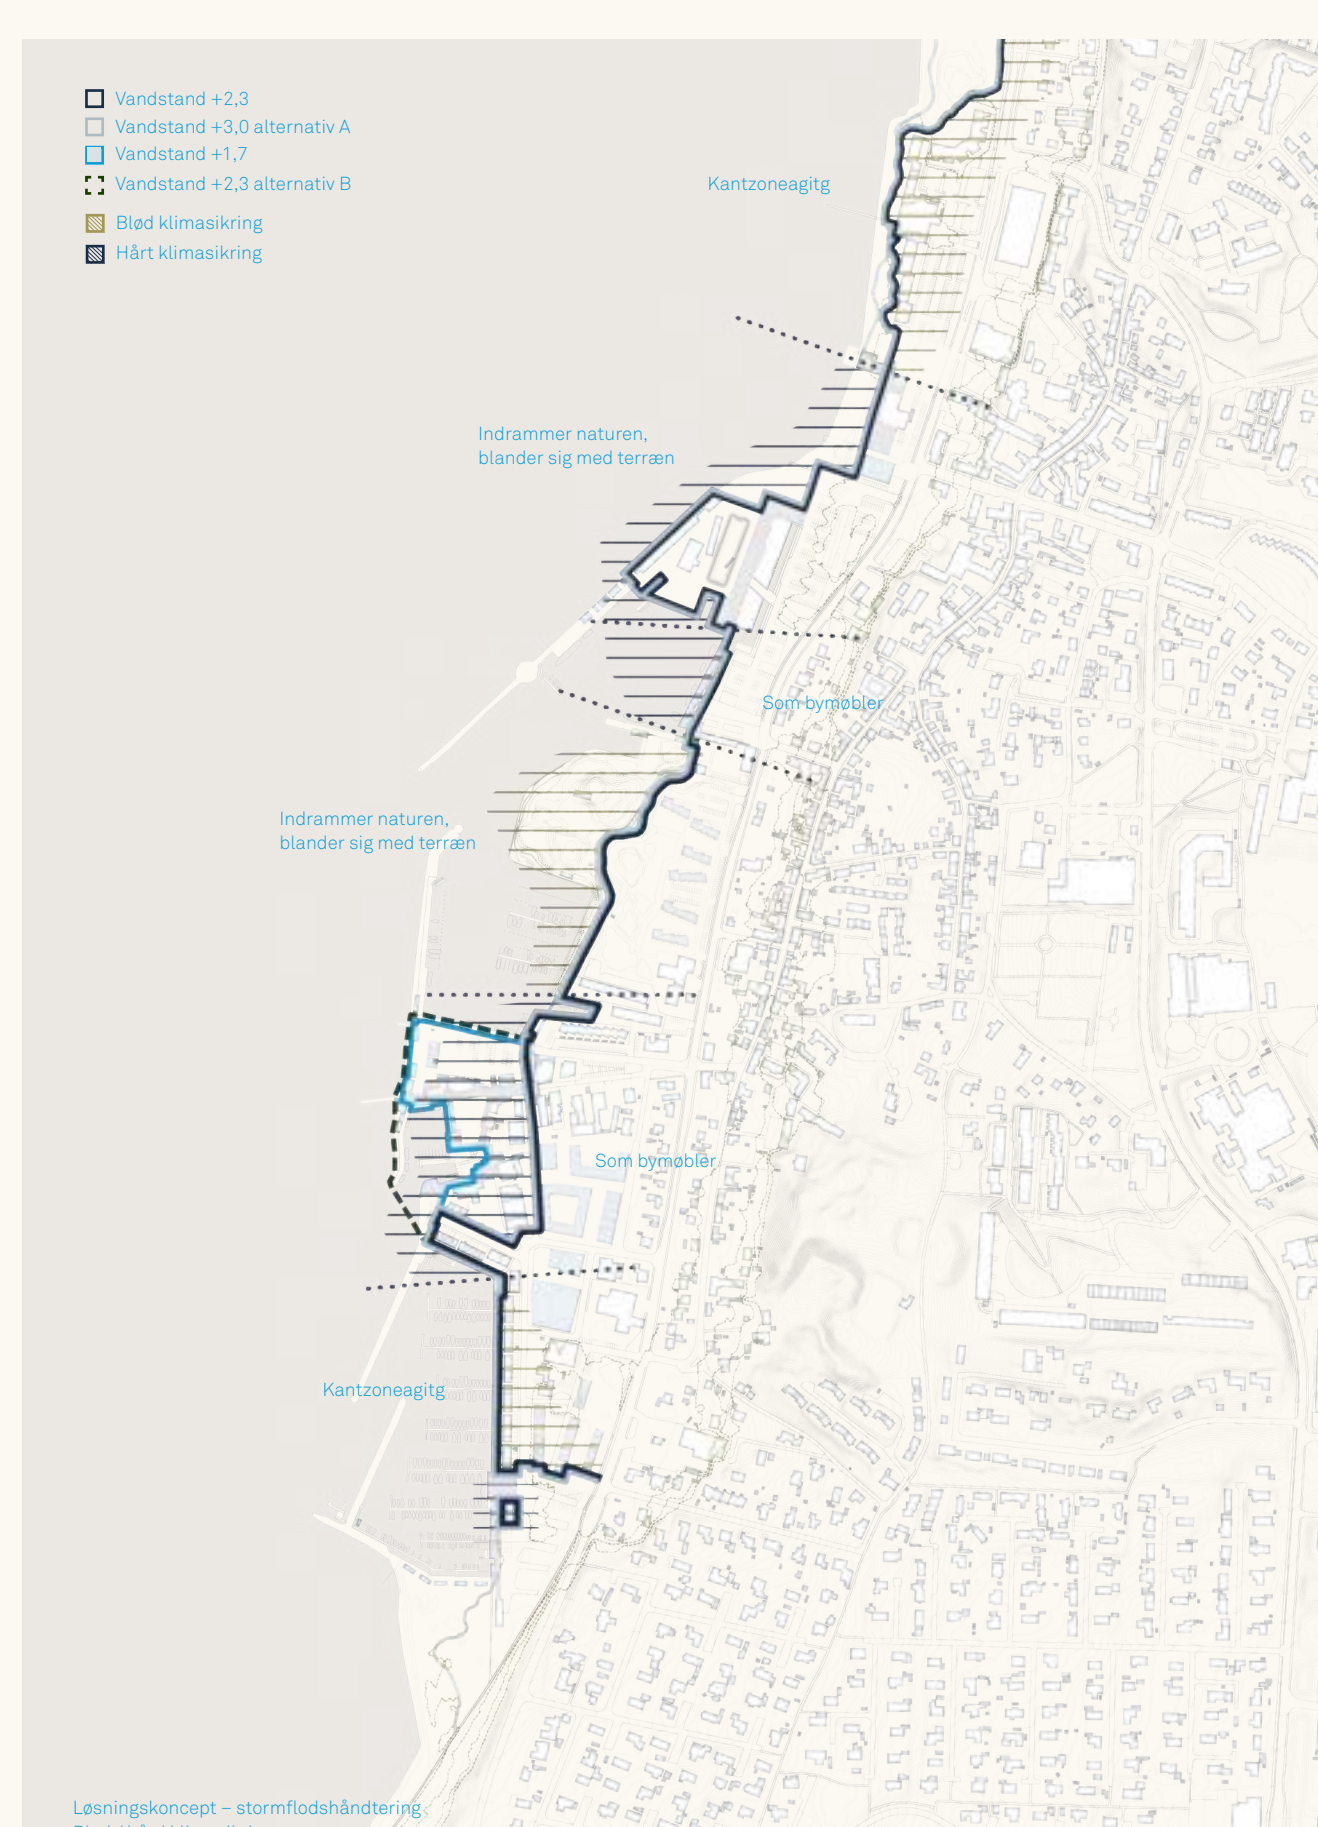 Vandstand +2,3
Vandstand +3,0 alternativ A
Vandstand +1,7
Vandstand +2,3 alternativ B
Blød klimasikring
Hårt klimasikring
Kantzoneagitg
Indrammer naturen,
blander sig med terræn
Som bymøbler
Indrammer naturen,
blander sig med terræn
Som bymøbler
Kantzoneagitg
Løsningskoncept – stormflodshåndtering